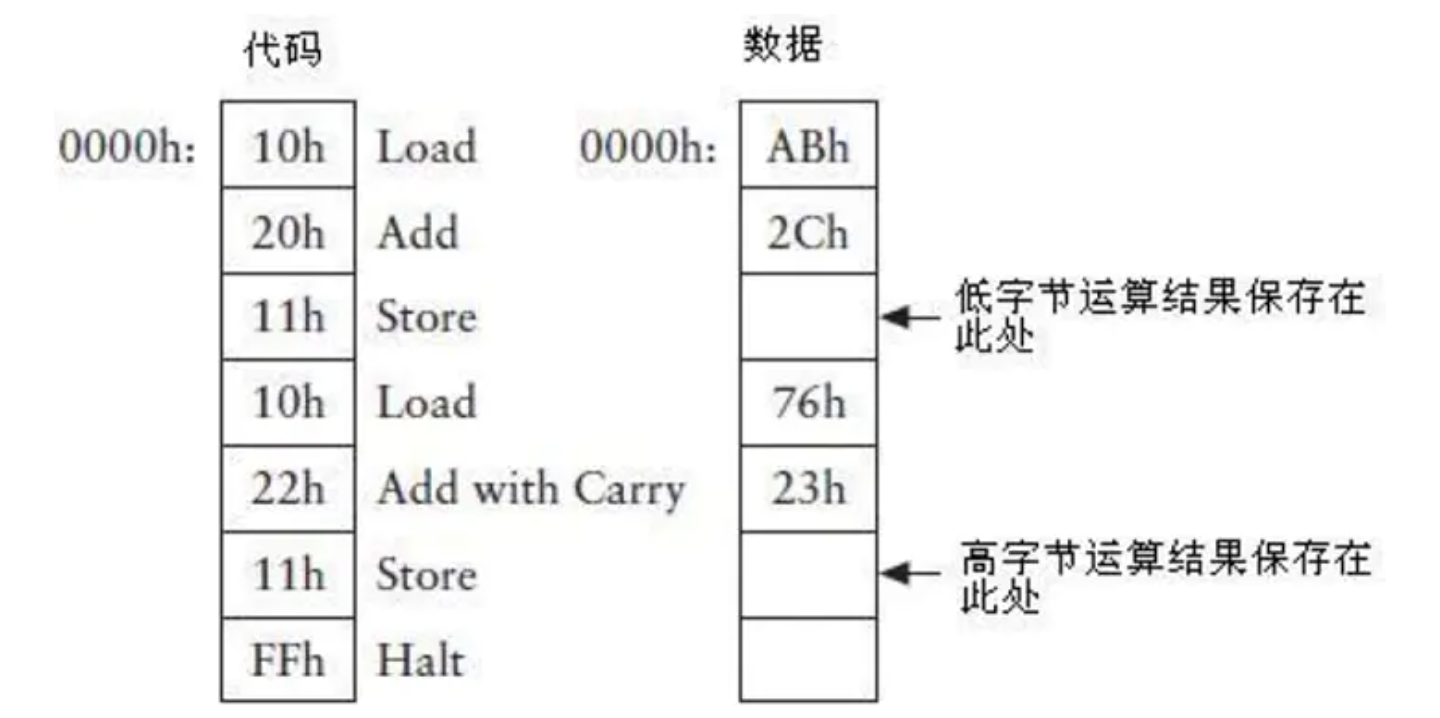 代码 数据
0000h: 10h Load 0000h: ABh
20h Add 2Ch
11h Store 低字节运算结果保存在
此处
10h Load 76h
22h Add with Carry 23h
11h Store 高字节运算结果保存在
此处
FFh Halt